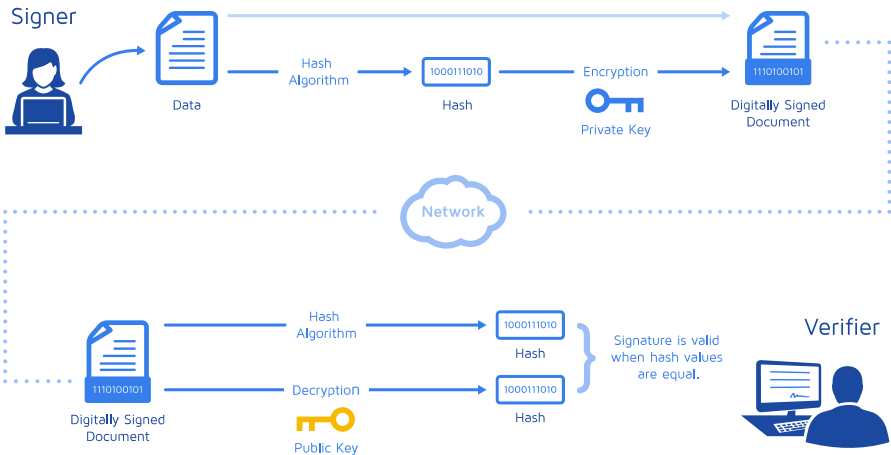 Signer
Hash
Algorithm
1000111010
Encryption
1110100101
Data
Hash
Private Key
Digitally Signed
Document
Network
Hash
Algorithm
1000111010
Hash
Signature is valid
when hash values
are equal.
Verifier
1110100101
Decryption
1000111010
Digitally Signed
Document
Hash
Public Key